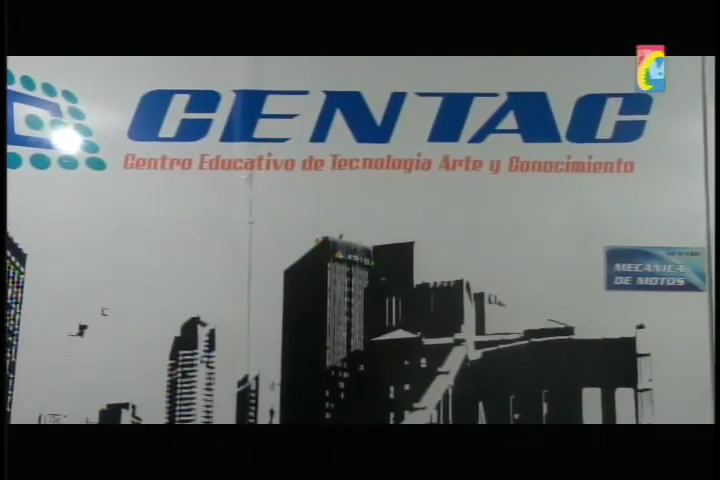 CENTAC
Centro Educativo de Tecnologia Arte y Conocimiento
MECANICA
DE MOTOS